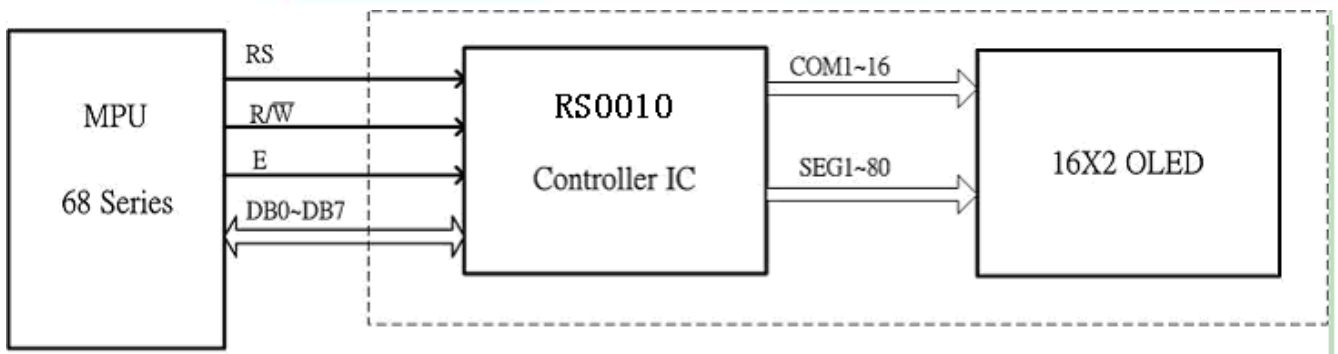 MPU
68 Series
RS
R/W̅
E
DB0~DB7
RS0010
Controller IC
COM1~16
SEG1~80
16X2 OLED